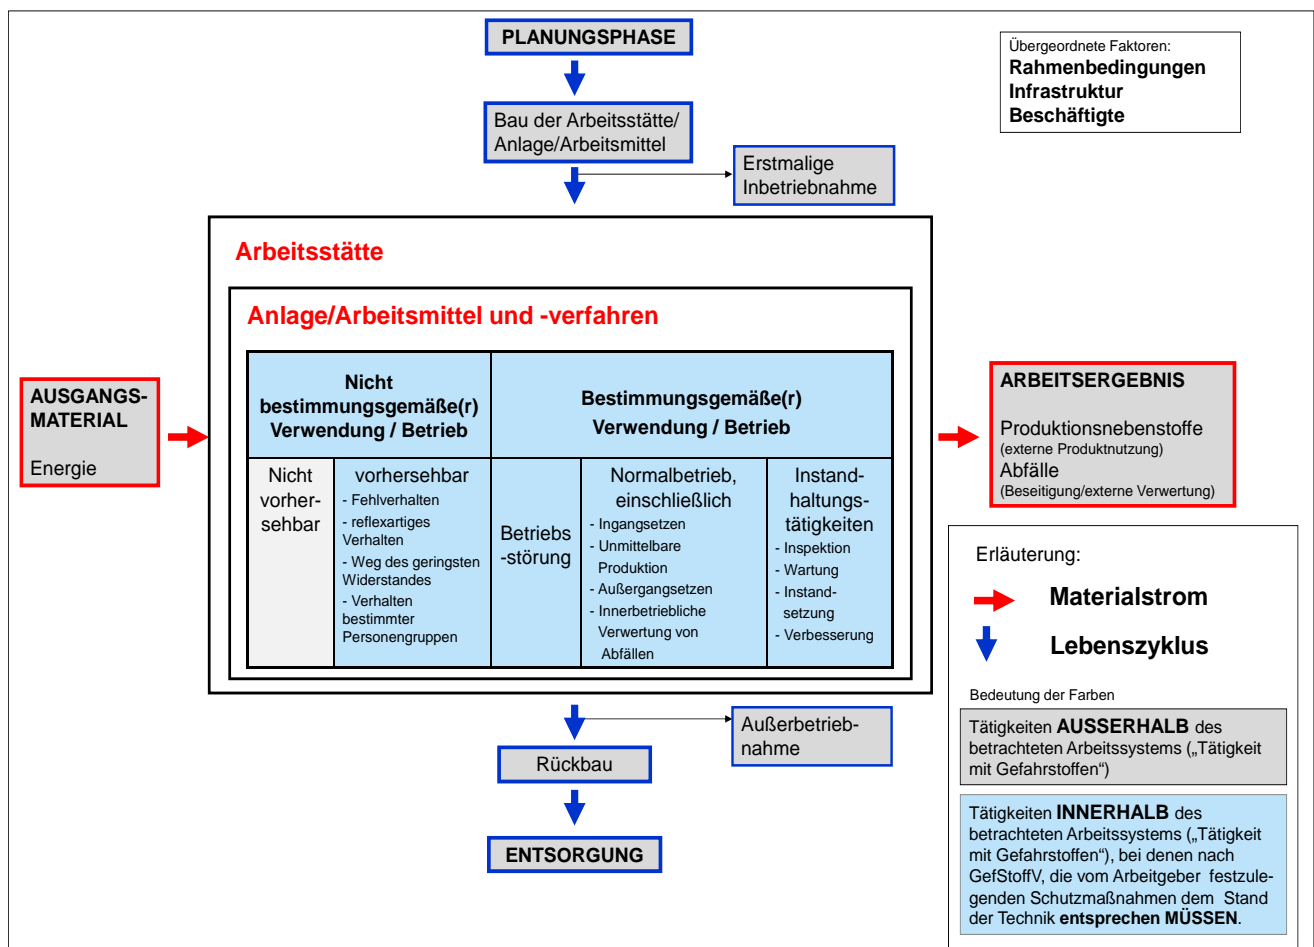 PLANUNGSPHASE
Übergeordnete Faktoren:
Rahmenbedingungen
Infrastruktur
Beschäftigte
Bau der Arbeitsstätte/
Anlage/Arbeitsmittel
Erstmalige
Inbetriebnahme
Arbeitsstätte
Anlage/Arbeitsmittel und -verfahren
AUSGANGS-
MATERIAL
Energie
Nicht
bestimmungsgemäße(r)
Verwendung / Betrieb
Bestimmungsgemäße(r)
Verwendung / Betrieb
Nicht
vorher-
sehbar
vorhersehbar
- Fehlverhalten
- reflexartiges
Verhalten
- Weg des geringsten
Widerstandes
- Verhalten
bestimmter
Personengruppen
Betriebs
-störung
Normalbetrieb,
einschließlich
- Ingangsetzen
- Unmittelbare
Produktion
- Außergangsetzen
- Innerbetriebliche
Verwertung von
Abfällen
Instand-
haltungs-
tätigkeiten
- Inspektion
- Wartung
- Instand-
setzung
- Verbesserung
ARBEITSERGEBNIS
Produktionsnebenstoffe
(externe Produktnutzung)
Abfälle
(Beseitigung/externe Verwertung)
Außerbetrieb-
nahme
Rückbau
ENTSORGUNG
Erläuterung:
Materialstrom
Lebenszyklus
Bedeutung der Farben
Tätigkeiten AUSSERHALB des
betrachteten Arbeitssystems („Tätigkeit
mit Gefahrstoffen“)
Tätigkeiten INNERHALB des
betrachteten Arbeitssystems („Tätigkeit
mit Gefahrstoffen“), bei denen nach
GefStoffV, die vom Arbeitgeber festzule-
genden Schutzmaßnahmen dem Stand
der Technik entsprechen MÜSSEN.